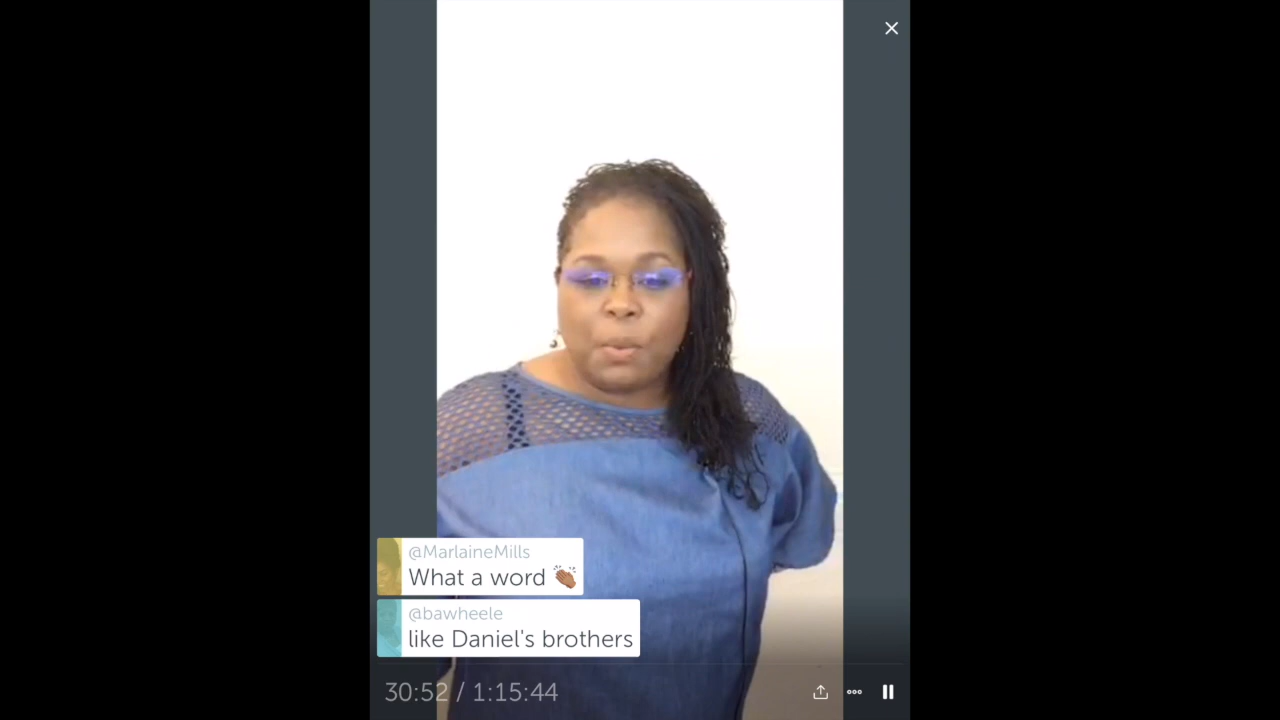 @MarlaineMills
What a word 👏🏽
@bawheele
like Daniel's brothers
30:52 / 1:15:44